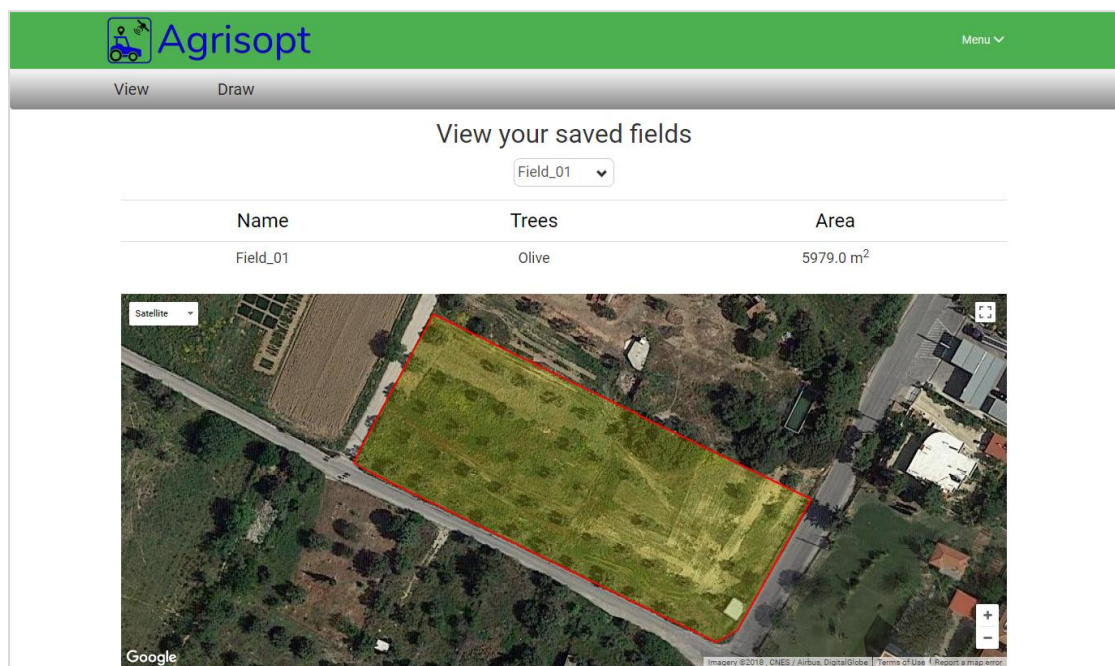 Agrisopt
Menu
View Draw
View your saved fields
Field_01
Name Trees Area
Field_01 Olive 5979.0 m²
Satellite
Google
Imagery ©2018 , CNES / Airbus, DigitalGlobe Terms of Use Report a map error